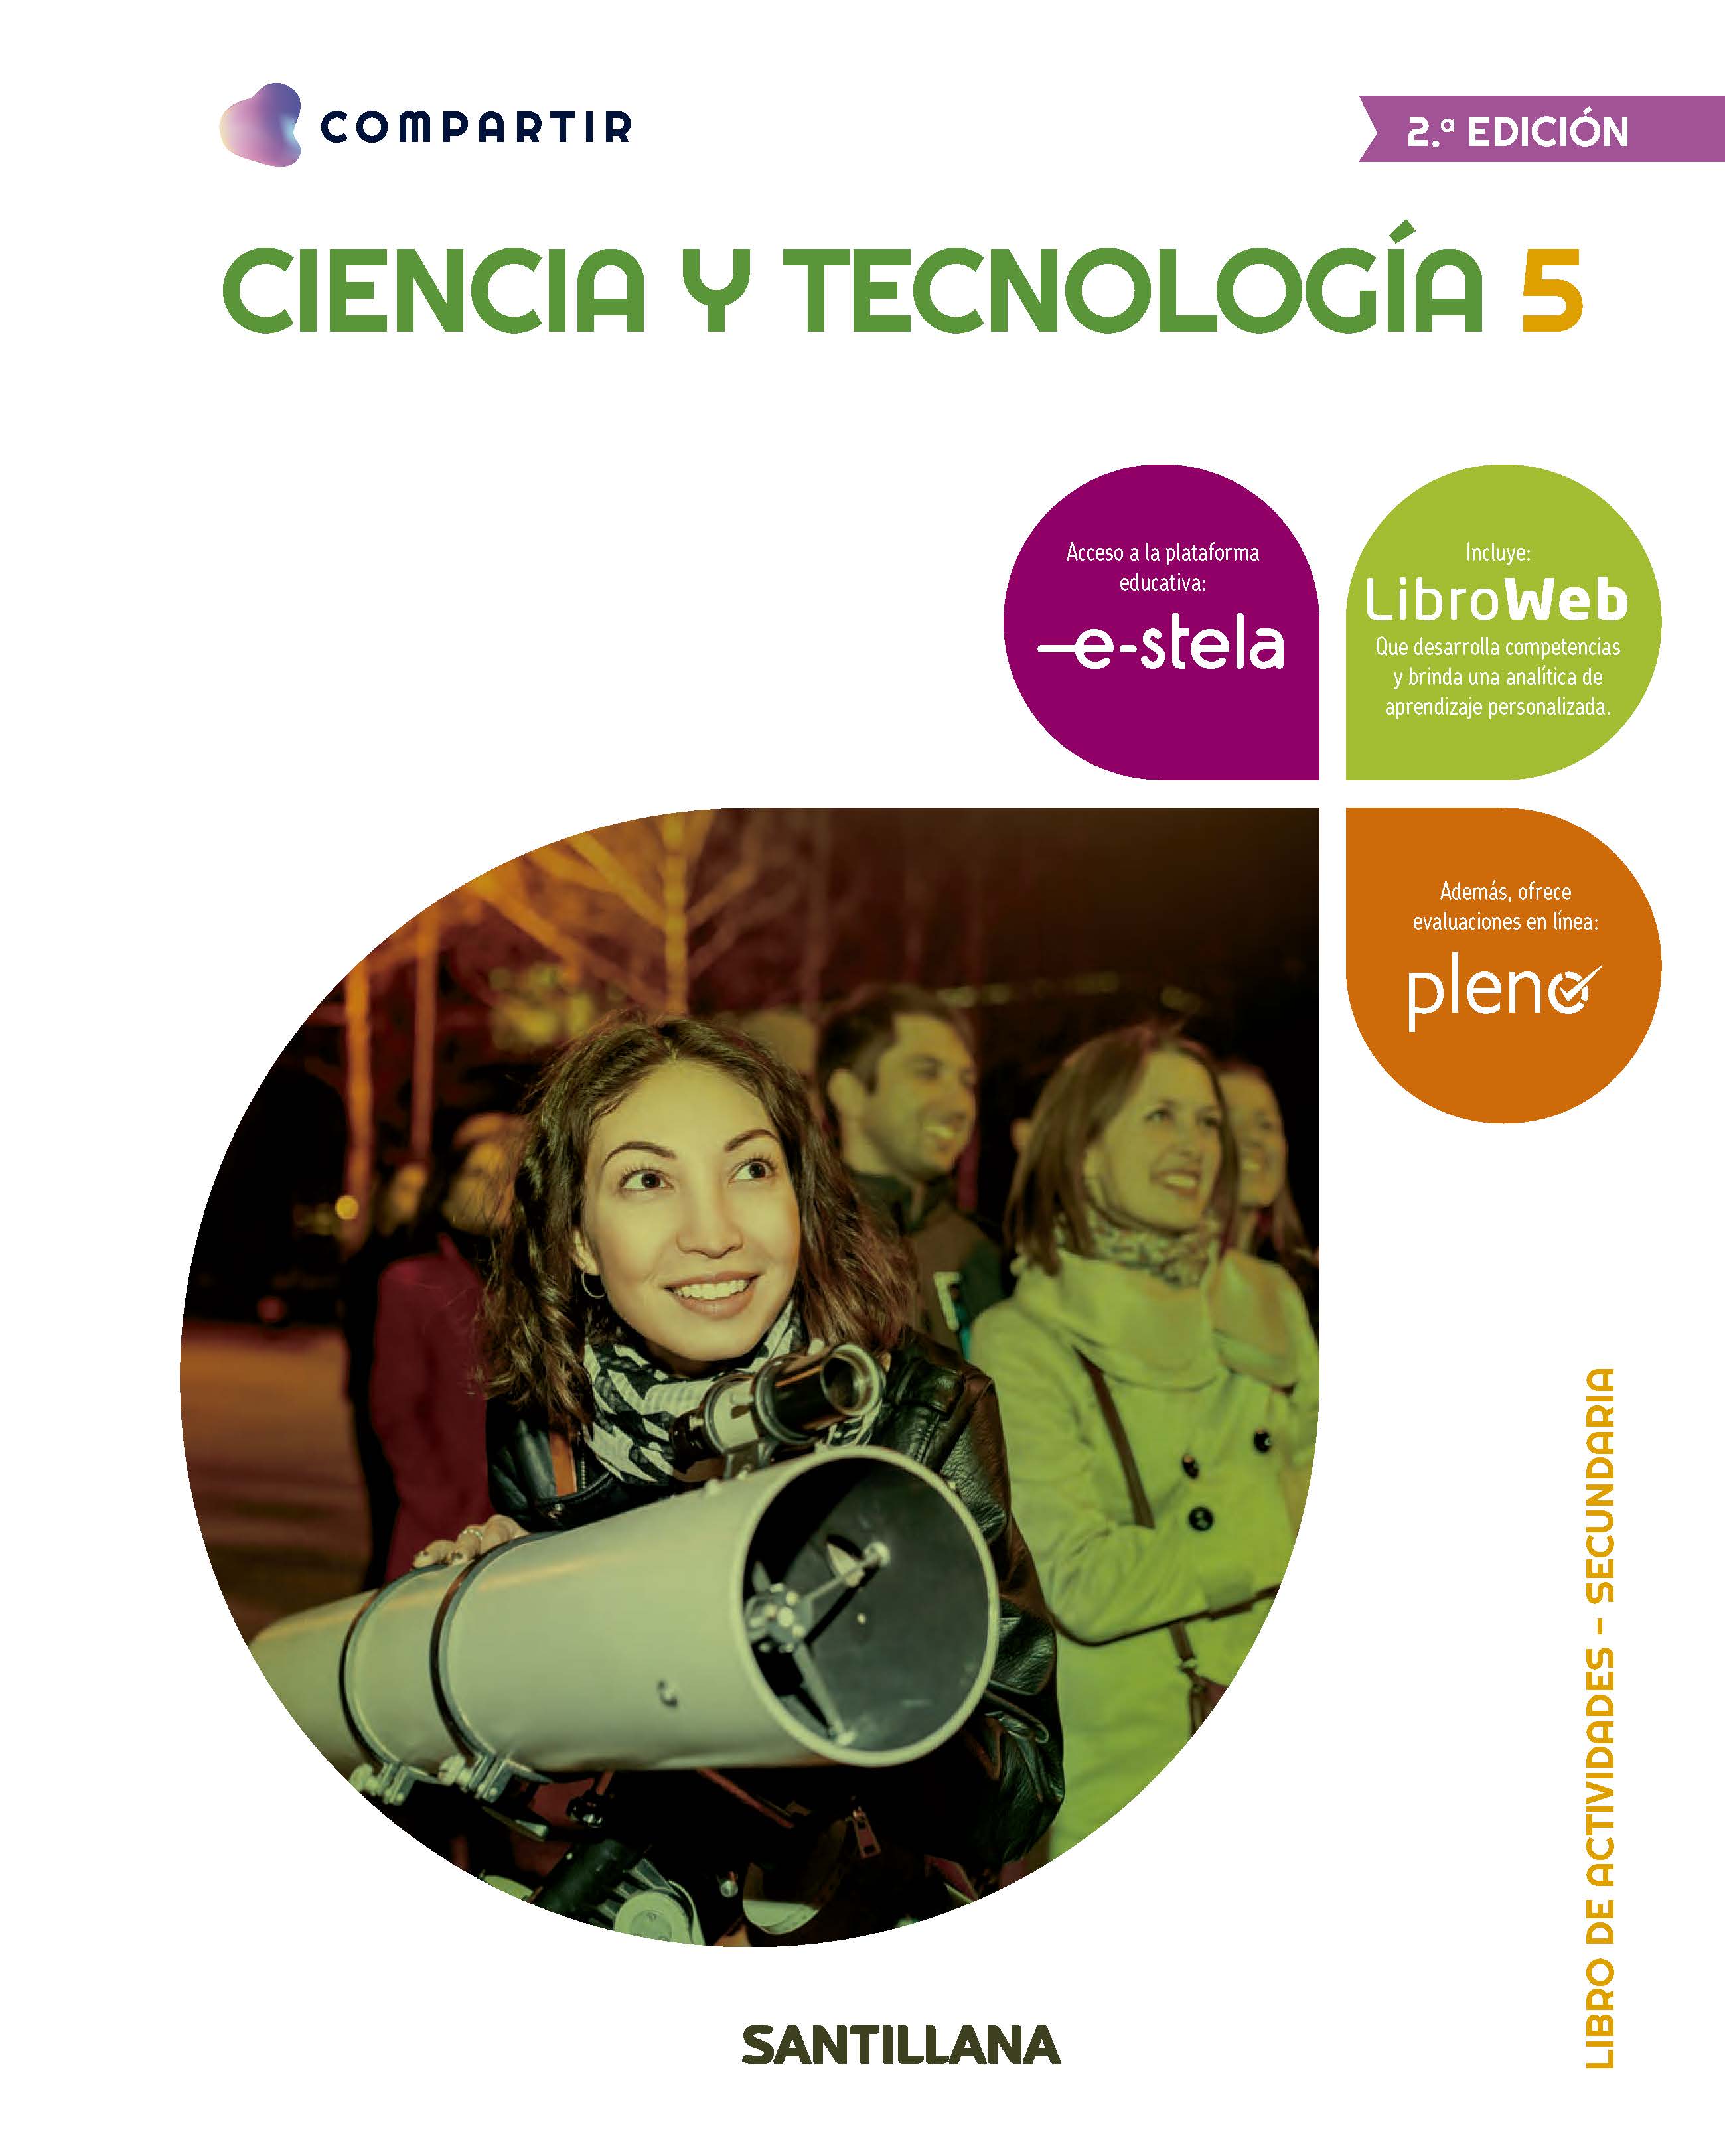 COMPARTIR
2.ª EDICIÓN
CIENCIA Y TECNOLOGÍA 5
Acceso a la plataforma
educativa:
e-stela
Incluye:
LibroWeb
Que desarrolla competencias
y brinda una analítica de
aprendizaje personalizada.
Además, ofrece
evaluaciones en línea:
pleno
LIBRO DE ACTIVIDADES – SECUNDARIA
SANTILLANA